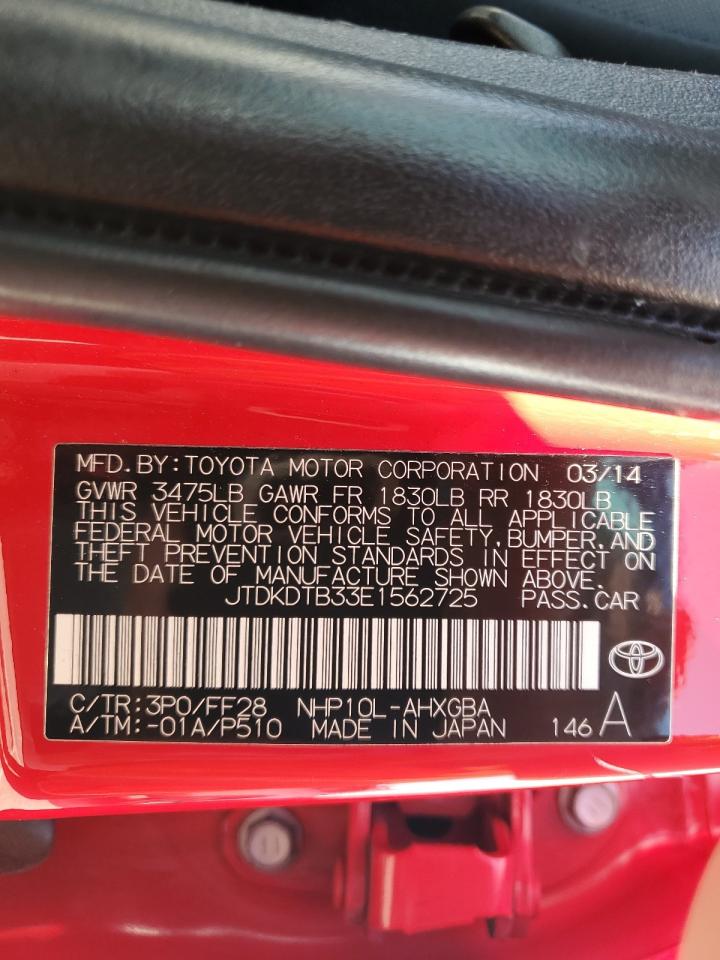 MFD. BY: TOYOTA MOTOR CORPORATION 03/14
GVWR 3475LB GAWR FR 1830LB RR 1830LB
THIS VEHICLE CONFORMS TO ALL APPLICABLE
FEDERAL MOTOR VEHICLE SAFETY, BUMPER, AND
THEFT PREVENTION STANDARDS IN EFFECT ON
THE DATE OF MANUFACTURE SHOWN ABOVE.
JTDKDTB33E1562725 PASS. CAR
C/TR: 3P0/FF28 NHP10L-AHXGBA
A/TM: -01A/P510 MADE IN JAPAN 146 A